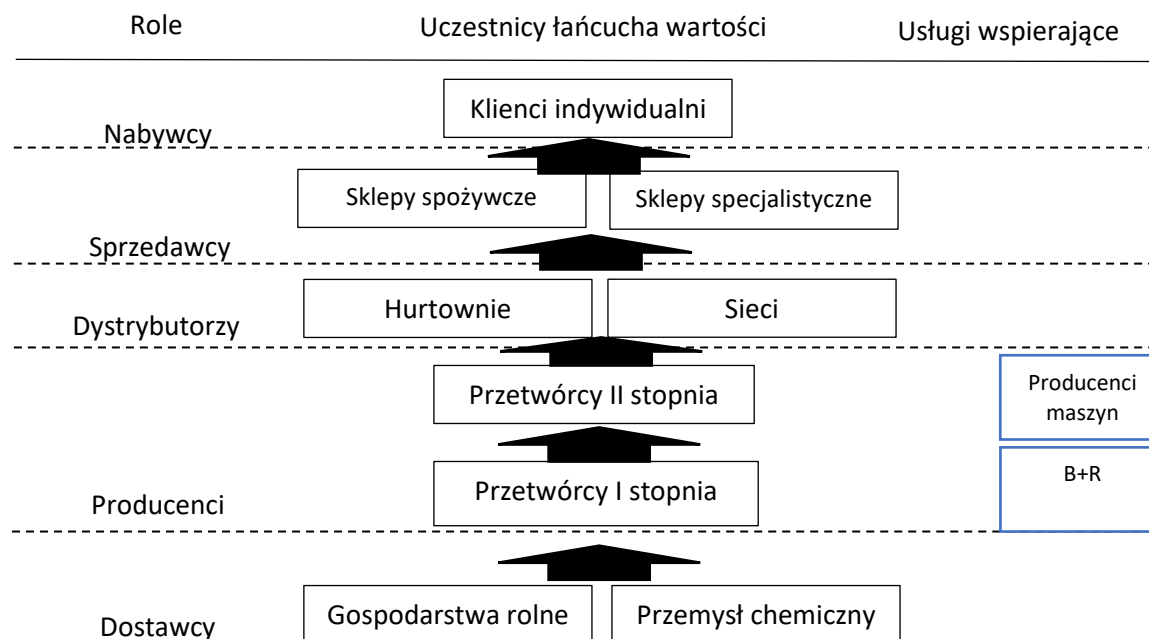 Role
Uczestnicy łańcucha wartości
Usługi wspierające
Klienci indywidualni
Nabywcy
Sklepy spożywcze
Sklepy specjalistyczne
Sprzedawcy
Hurtownie
Sieci
Dystrybutorzy
Przetwórcy II stopnia
Producenci
maszyn
Przetwórcy I stopnia
B+R
Producenci
Gospodarstwa rolne
Przemysł chemiczny
Dostawcy